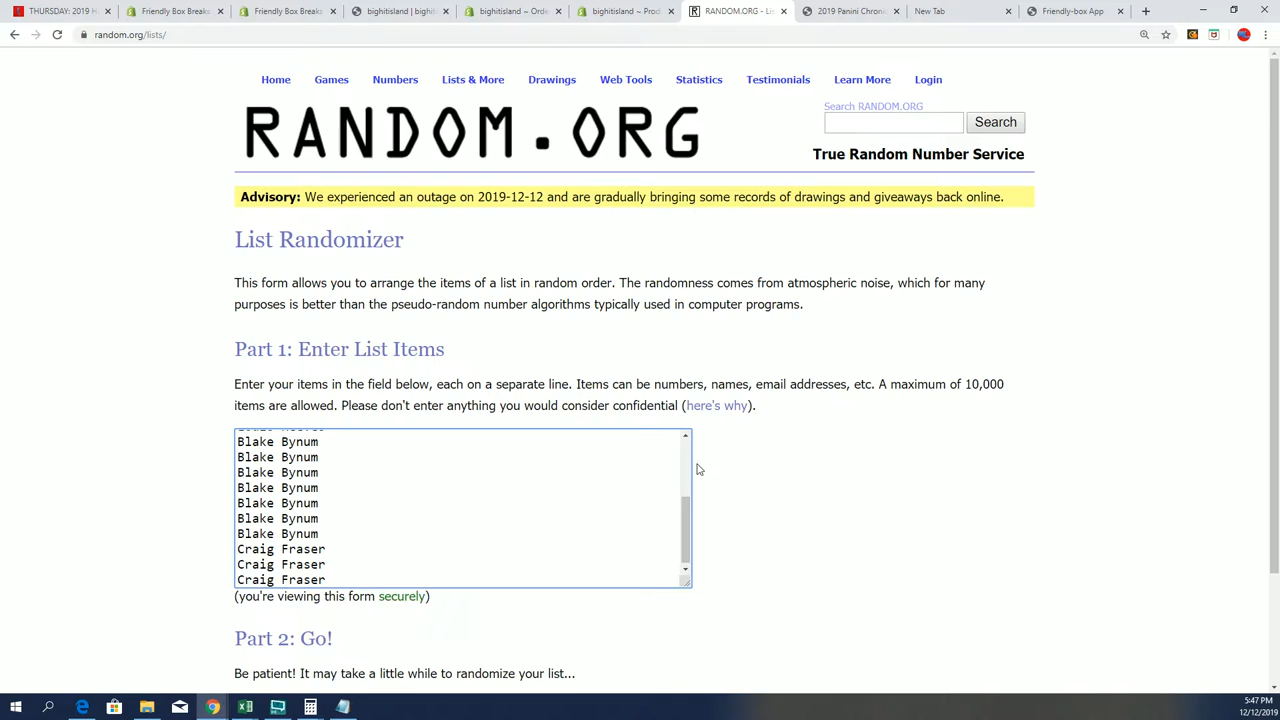 THURSDAY: 2019 H
Friendly Box Breaks
Friendly Box Breaks
bighitisland | bighit
bighitisland ~ Orde
bighitisland ~ Prod
RANDOM.ORG - Lis
2019 Panini Chronic
New Tab
Friendly-box App
random.org/lists/
Home Games Numbers Lists & More Drawings Web Tools Statistics Testimonials Learn More Login
RANDOM.ORG
Search RANDOM.ORG
Search
True Random Number Service
Advisory: We experienced an outage on 2019-12-12 and are gradually bringing some records of drawings and giveaways back online.
List Randomizer
This form allows you to arrange the items of a list in random order. The randomness comes from atmospheric noise, which for many
purposes is better than the pseudo-random number algorithms typically used in computer programs.
Part 1: Enter List Items
Enter your items in the field below, each on a separate line. Items can be numbers, names, email addresses, etc. A maximum of 10,000
items are allowed. Please don't enter anything you would consider confidential (here's why).
Blake Bynum
Blake Bynum
Blake Bynum
Blake Bynum
Blake Bynum
Blake Bynum
Blake Bynum
Craig Fraser
Craig Fraser
Craig Fraser
(you're viewing this form securely)
Part 2: Go!
Be patient! It may take a little while to randomize your list...
5:47 PM
12/12/2019